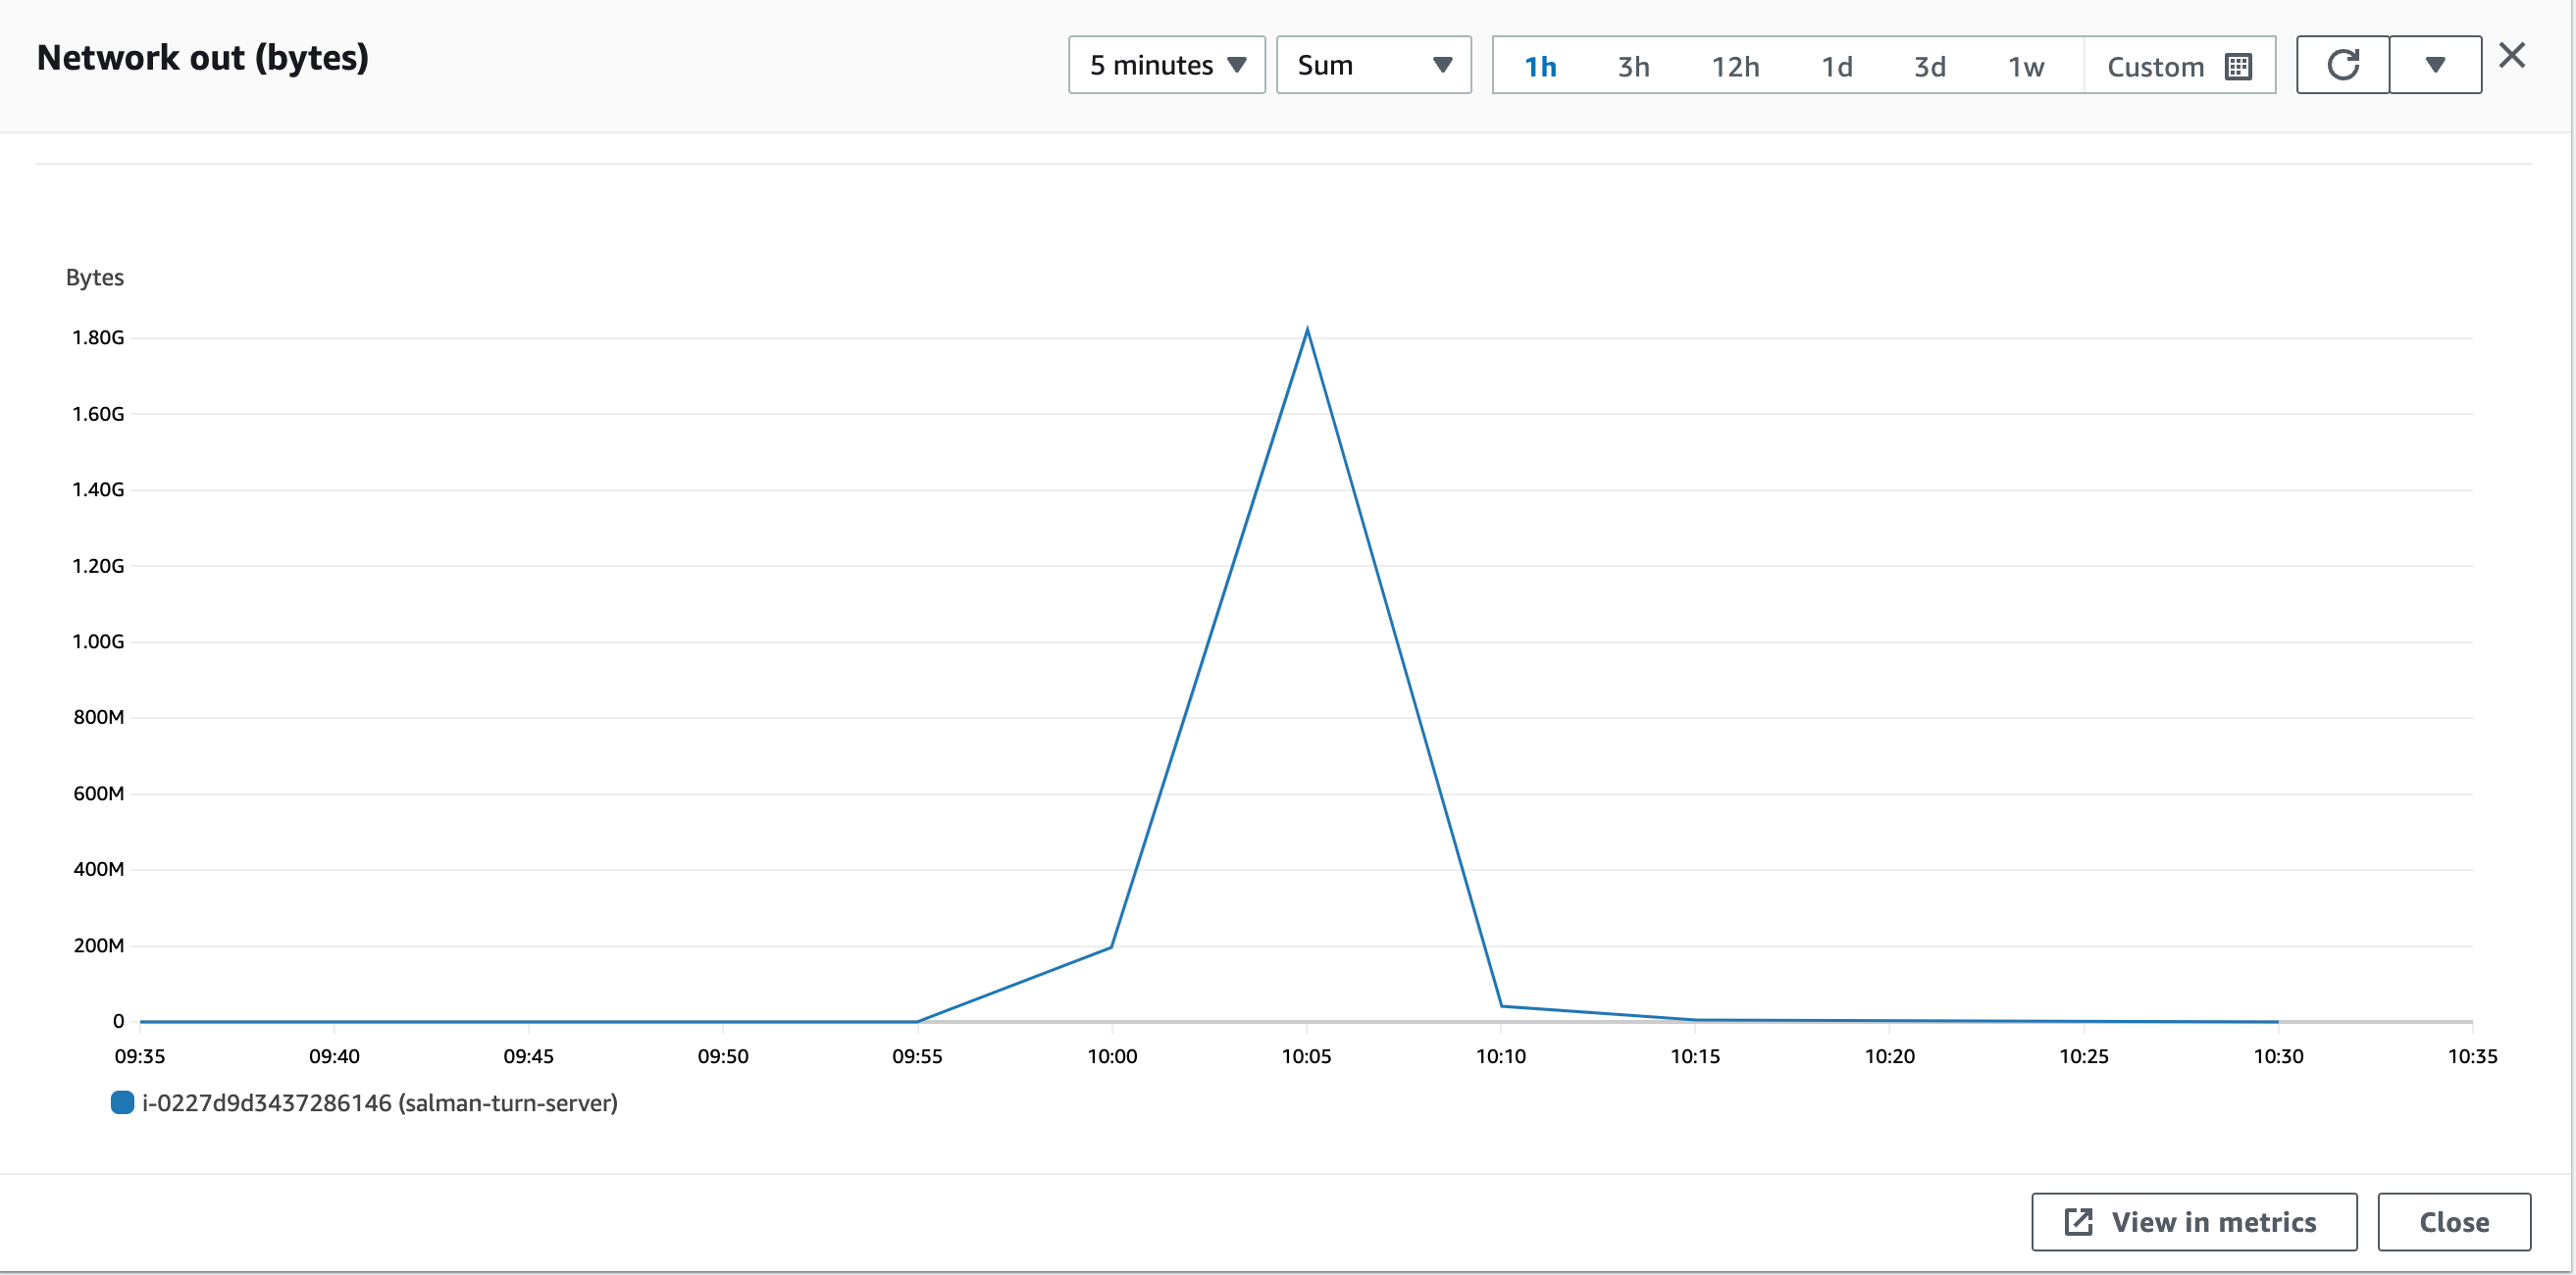 Network out (bytes)
5 minutes
Sum
1h 3h 12h 1d 3d 1w Custom
Bytes
1.80G
1.60G
1.40G
1.20G
1.00G
800M
600M
400M
200M
0
09:35 09:40 09:45 09:50 09:55 10:00 10:05 10:10 10:15 10:20 10:25 10:30 10:35
i-0227d9d3437286146 (salman-turn-server)
View in metrics
Close